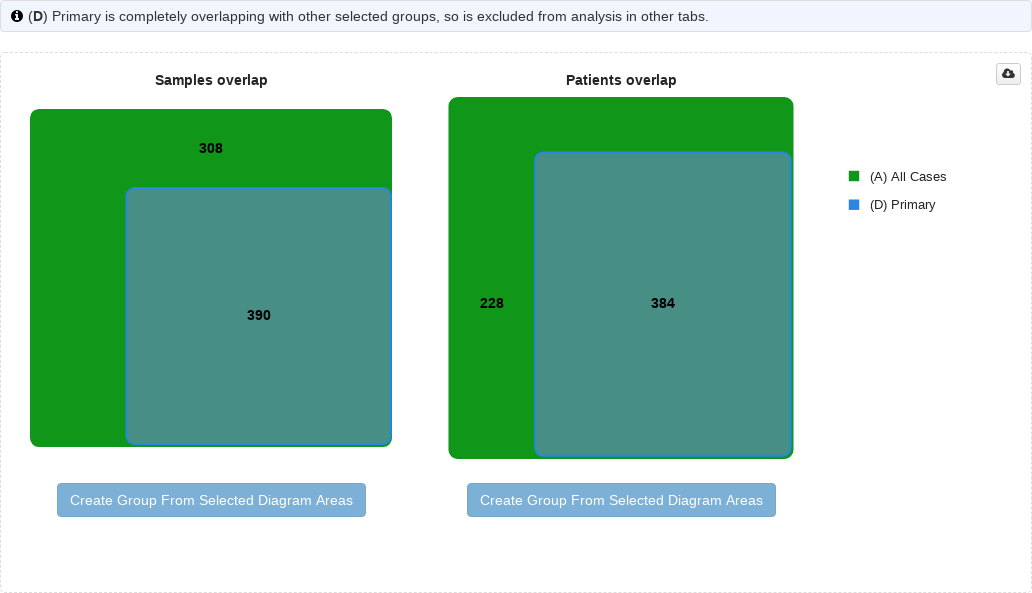 (D) Primary is completely overlapping with other selected groups, so is excluded from analysis in other tabs.
Samples overlap
308
390
Create Group From Selected Diagram Areas
Patients overlap
228
384
Create Group From Selected Diagram Areas
(A) All Cases
(D) Primary